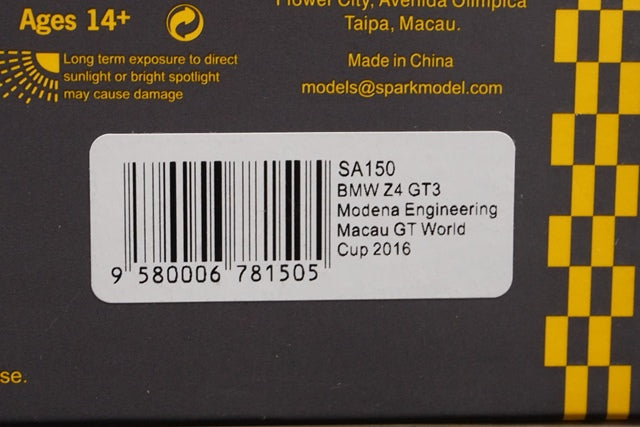 Flower City, Avenida Olimpica
Ages 14+
Taipa, Macau.
Long term exposure to direct
sunlight or bright spotlight
may cause damage
Made in China
models@sparkmodel.com
SA150
BMW Z4 GT3
Modena Engineering
Macau GT World
Cup 2016
9 580006 781505
se.